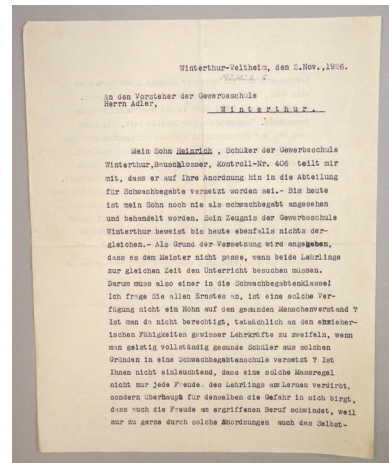 Winterthur-Veltheim, den 2.Nov.,1926.
An den Vorsteher der Gewerbeschule
Herrn Adler,
Winterthur.
Mein Sohn Heinrich , Schüler der Gewerbeschule
Winterthur,Bauschlosser, Kontroll-Nr. 406 teilt mir
mit, dass er auf Ihre Anordnung hin in die Abteilung
für Schwachbegabte versetzt worden sei.- Bis heute
ist mein Sohn noch nie als schwachbegabt angesehen
und behandelt worden. Sein Zeugnis der Gewerbeschule
Winterthur beweist bis heute ebenfalls nichts der-
gleichen.- Als Grund der Versetzung wird angegeben,
dass es dem Meister nicht passe, wenn beide Lehrlinge
zur gleichen Zeit den Unterricht besuchen müssen.
Darum muss also einer in die Schwachbegabtenklasse!
Ich frage Sie allen Ernstes an, ist eine solche Ver-
fügung nicht ein Hohn auf den gesunden Menschenverstand ?
Ist man da nicht berechtigt, tatsächlich an den erzieher-
ischen Fähigkeiten gewisser Lehrkräfte zu zweifeln, wenn
man geistig vollständig gesunde Schüler aus solchen
Gründen in eine Schwachbegabtenschule versetzt ? Ist
Ihnen nicht einleuchtend, dass eine solche Massregel
nicht nur jede Freude des Lehrlings am Lernen verdirbt,
sondern überhaupt für denselben die Gefahr in sich birgt,
dass auch die Freude am ergriffenen Beruf schwindet, weil
nur zu gerne durch solche Anordnungen auch das Selbst-